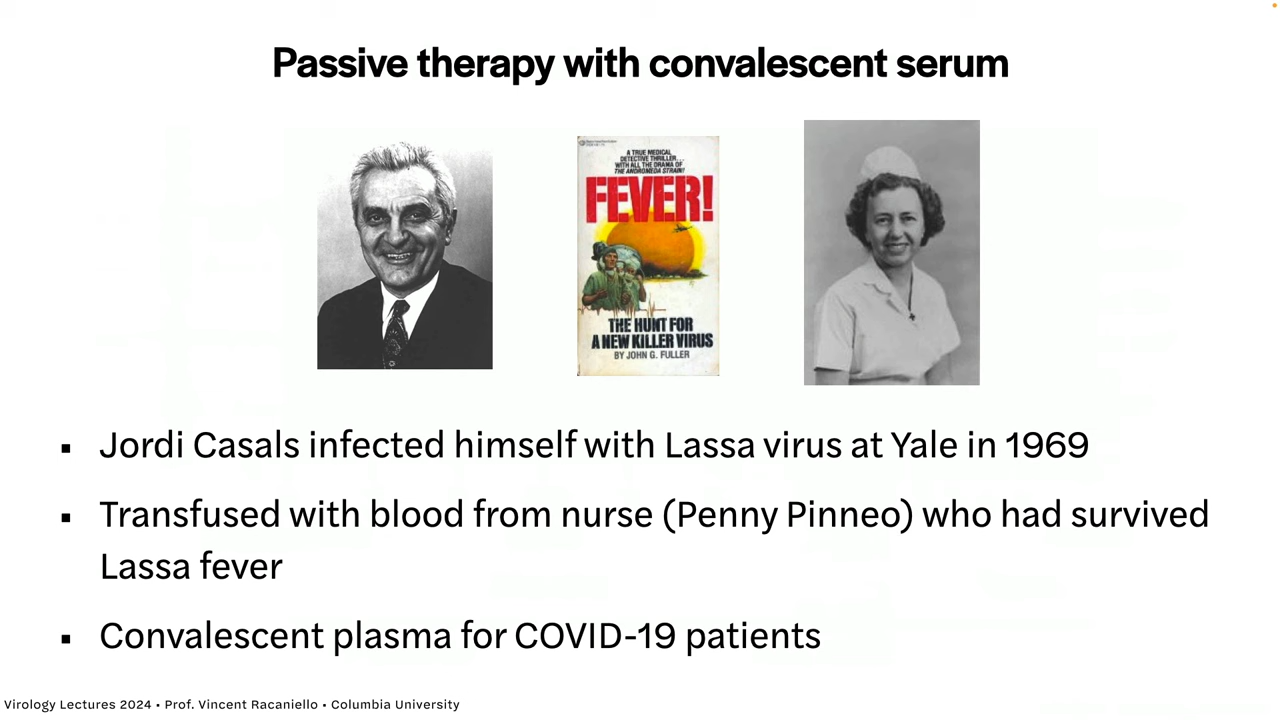 Passive therapy with convalescent serum
A TRUE MEDICAL
DETECTIVE THRILLER...
WITH ALL THE DRAMA OF
THE ANDROMEDA STRAIN!
FEVER!
THE HUNT FOR
A NEW KILLER VIRUS
BY JOHN G. FULLER
▪ Jordi Casals infected himself with Lassa virus at Yale in 1969
▪ Transfused with blood from nurse (Penny Pinneo) who had survived
Lassa fever
▪ Convalescent plasma for COVID-19 patients
Virology Lectures 2024 • Prof. Vincent Racaniello • Columbia University